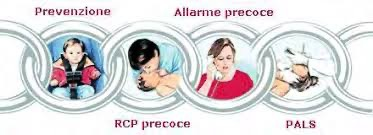 Prevenzione
Allarme precoce
RCP precoce
PALS